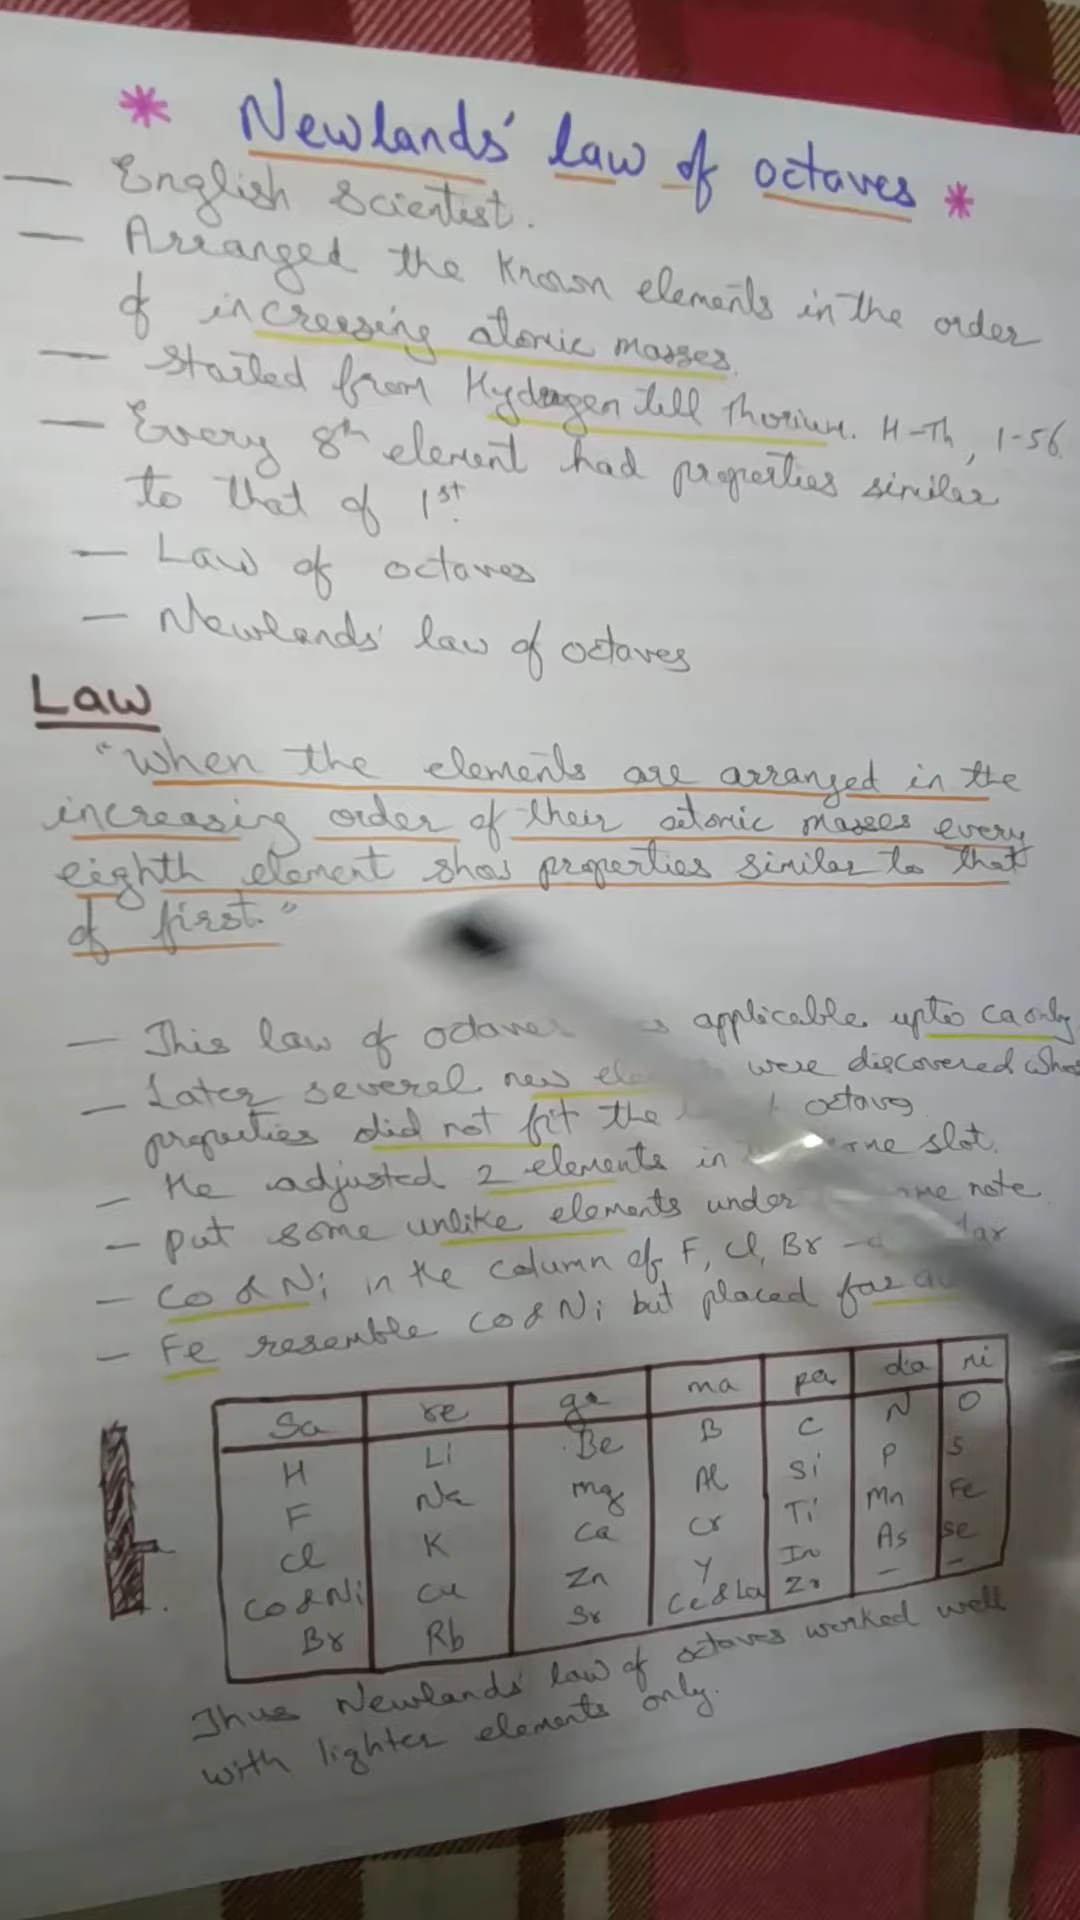 * Newlands' law of octaves *
— English Scientist.
— Arranged the known elements in the order
of increasing atomic masses.
— started from Hydrogen till Thorium. H-Th, 1-56.
— Every 8th element had properties similar
to that of 1st.
— Law of octaves
— Newlands' law of octaves
Law
"When the elements are arranged in the
increasing order of their atomic masses every
eighth element show properties similar to that
of first."
— This law of octaves applicable upto Ca only
— Later several new were discovered
properties did not fit the octave.
— He adjusted 2 elements in slot.
— put some unlike elements under note.
— Co & Ni in the column of F, Cl, Br –
— Fe resemble Co & Ni but placed far
Sa re ga ma pa da ni
H Li Be B C N O
F Na Mg Al Si P S
Cl K Ca Cr Ti Mn Fe
Co & Ni Cu Zn Y In As Se
Br Rb Sr Ce & La Zr – –
Thus Newlands' law of octaves worked well
with lighter elements only.